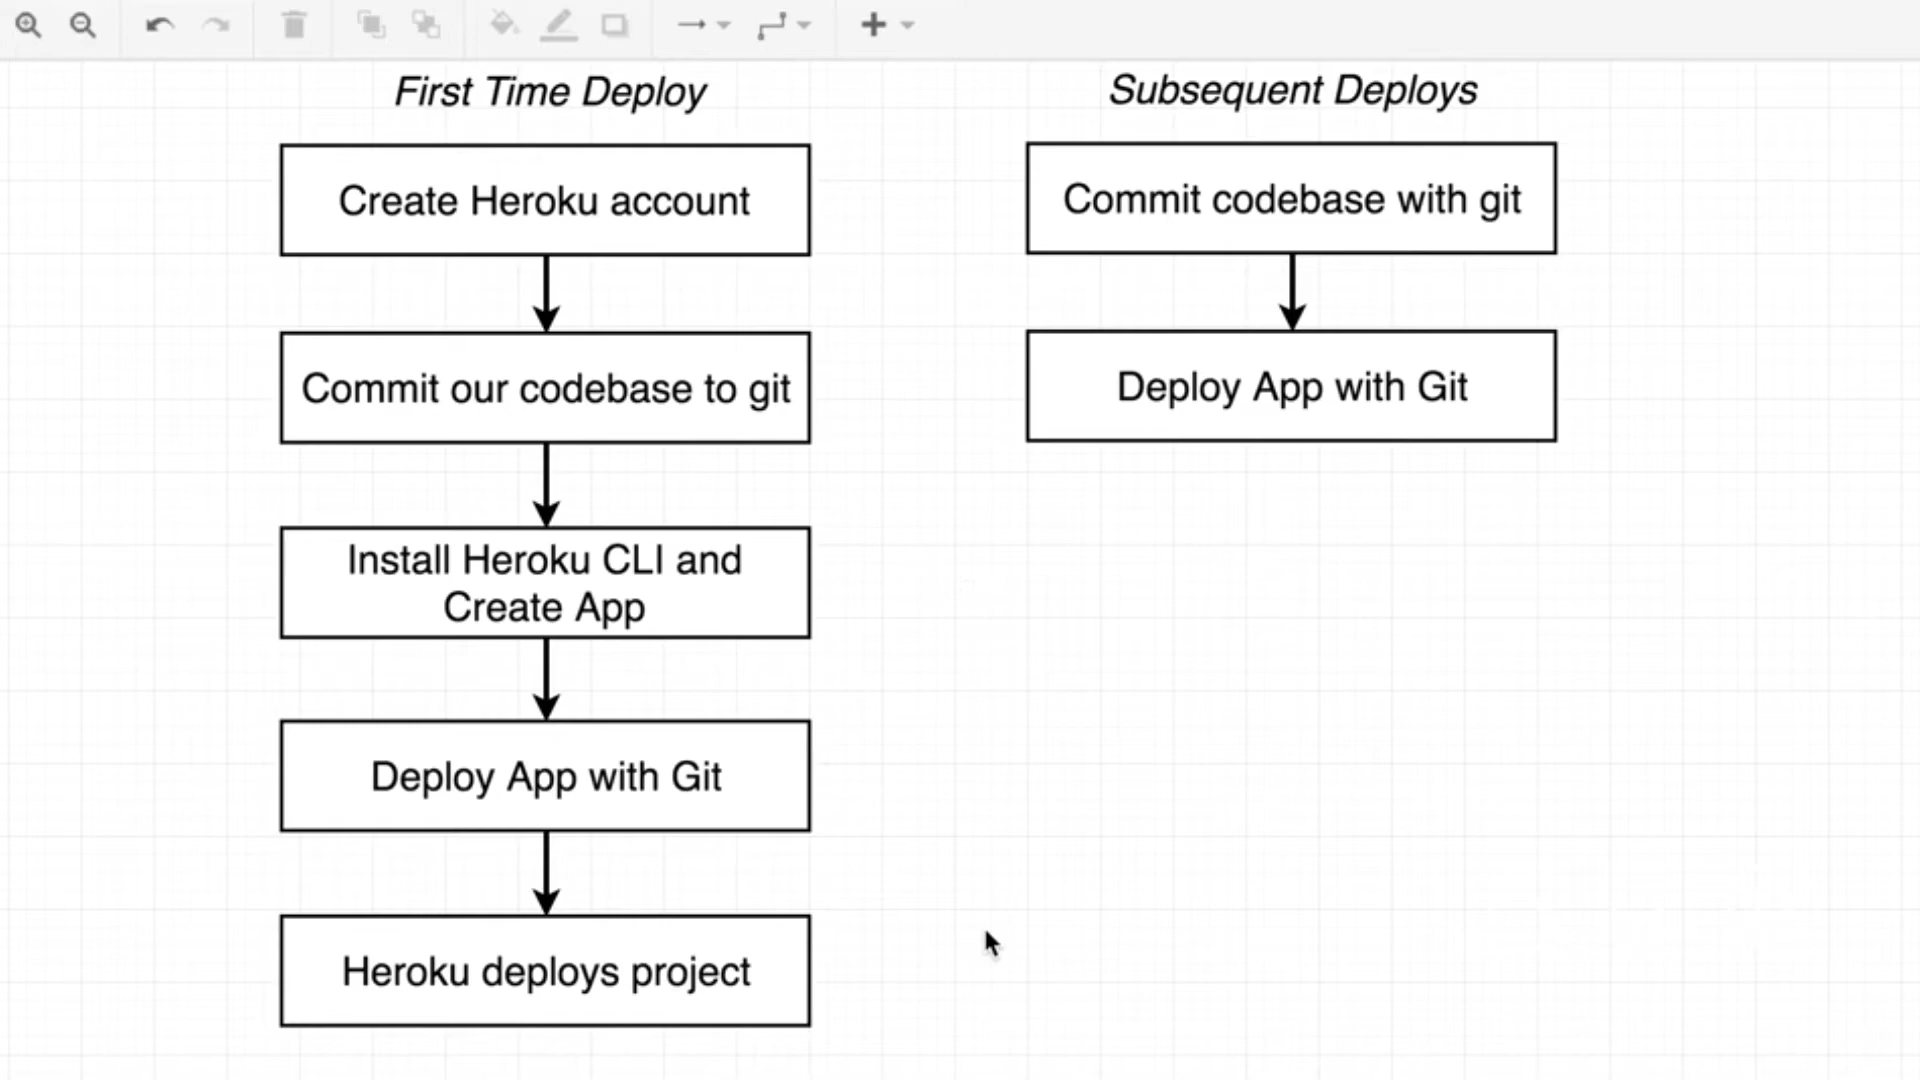 First Time Deploy
Create Heroku account
Commit our codebase to git
Install Heroku CLI and
Create App
Deploy App with Git
Heroku deploys project
Subsequent Deploys
Commit codebase with git
Deploy App with Git